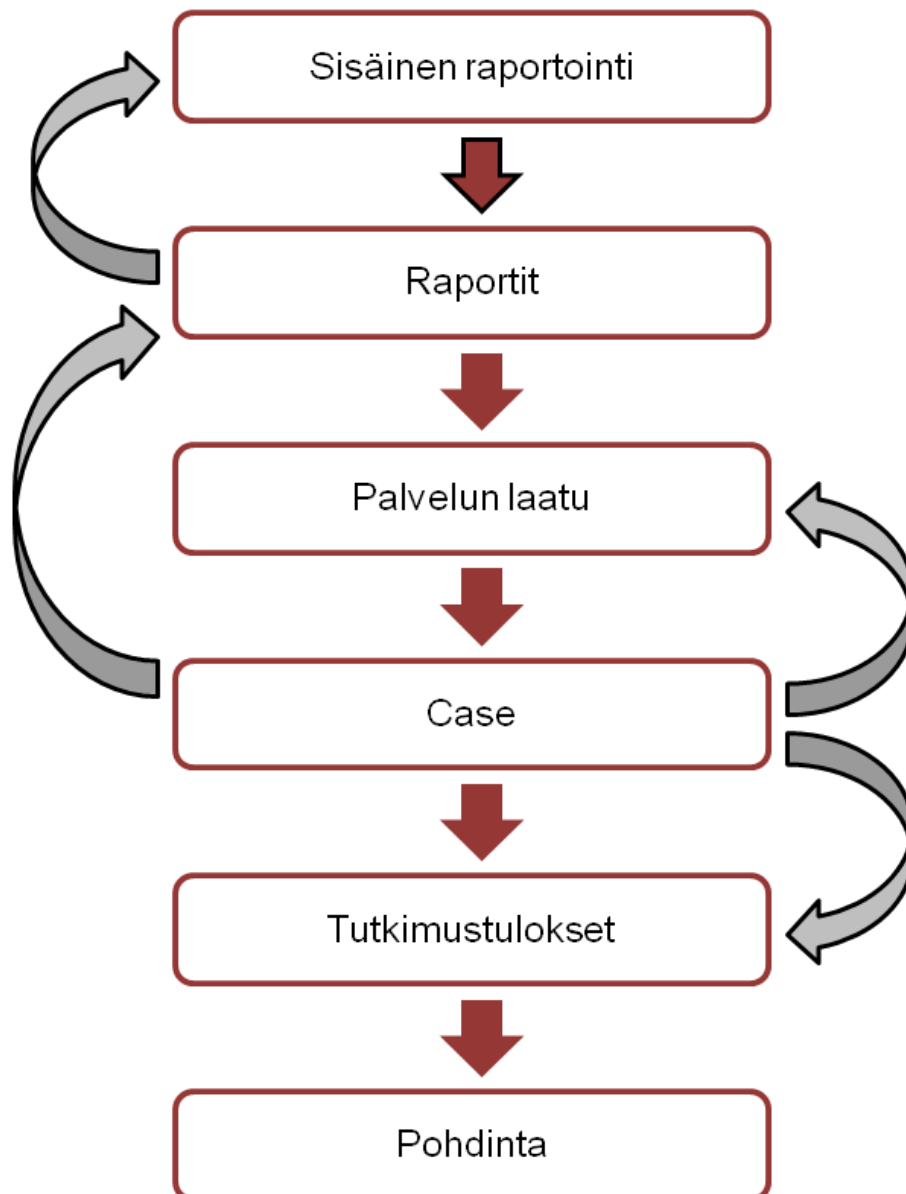 Sisäinen raportointi
Raportit
Palvelun laatu
Case
Tutkimustulokset
Pohdinta